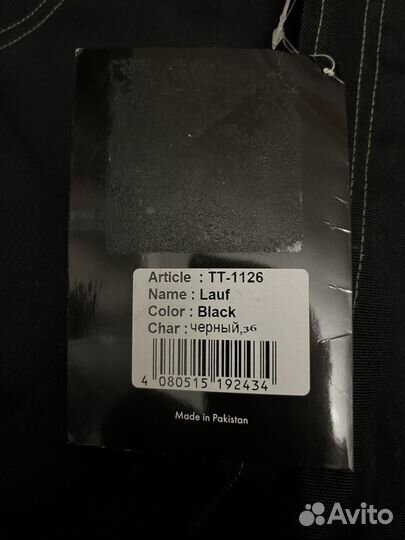 Article : TT-1126
Name : Lauf
Color : Black
Char : черный,36
4 080515 192434
Made in Pakistan
Avito